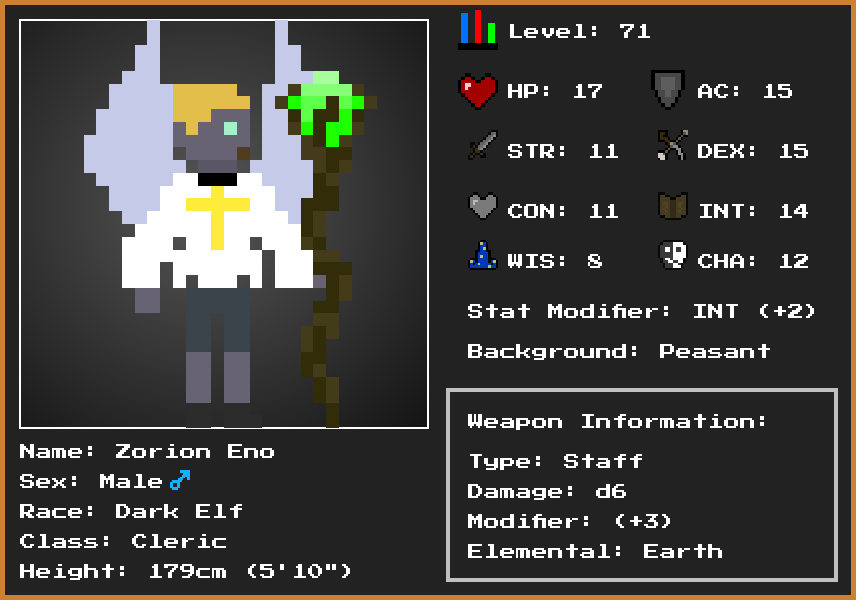 Level: 71
HP: 17
AC: 15
STR: 11
DEX: 15
CON: 11
INT: 14
WIS: 8
CHA: 12
Stat Modifier: INT (+2)
Background: Peasant
Weapon Information:
Type: Staff
Damage: d6
Modifier: (+3)
Elemental: Earth
Name: Zorion Eno
Sex: Male♂
Race: Dark Elf
Class: Cleric
Height: 179cm (5'10")